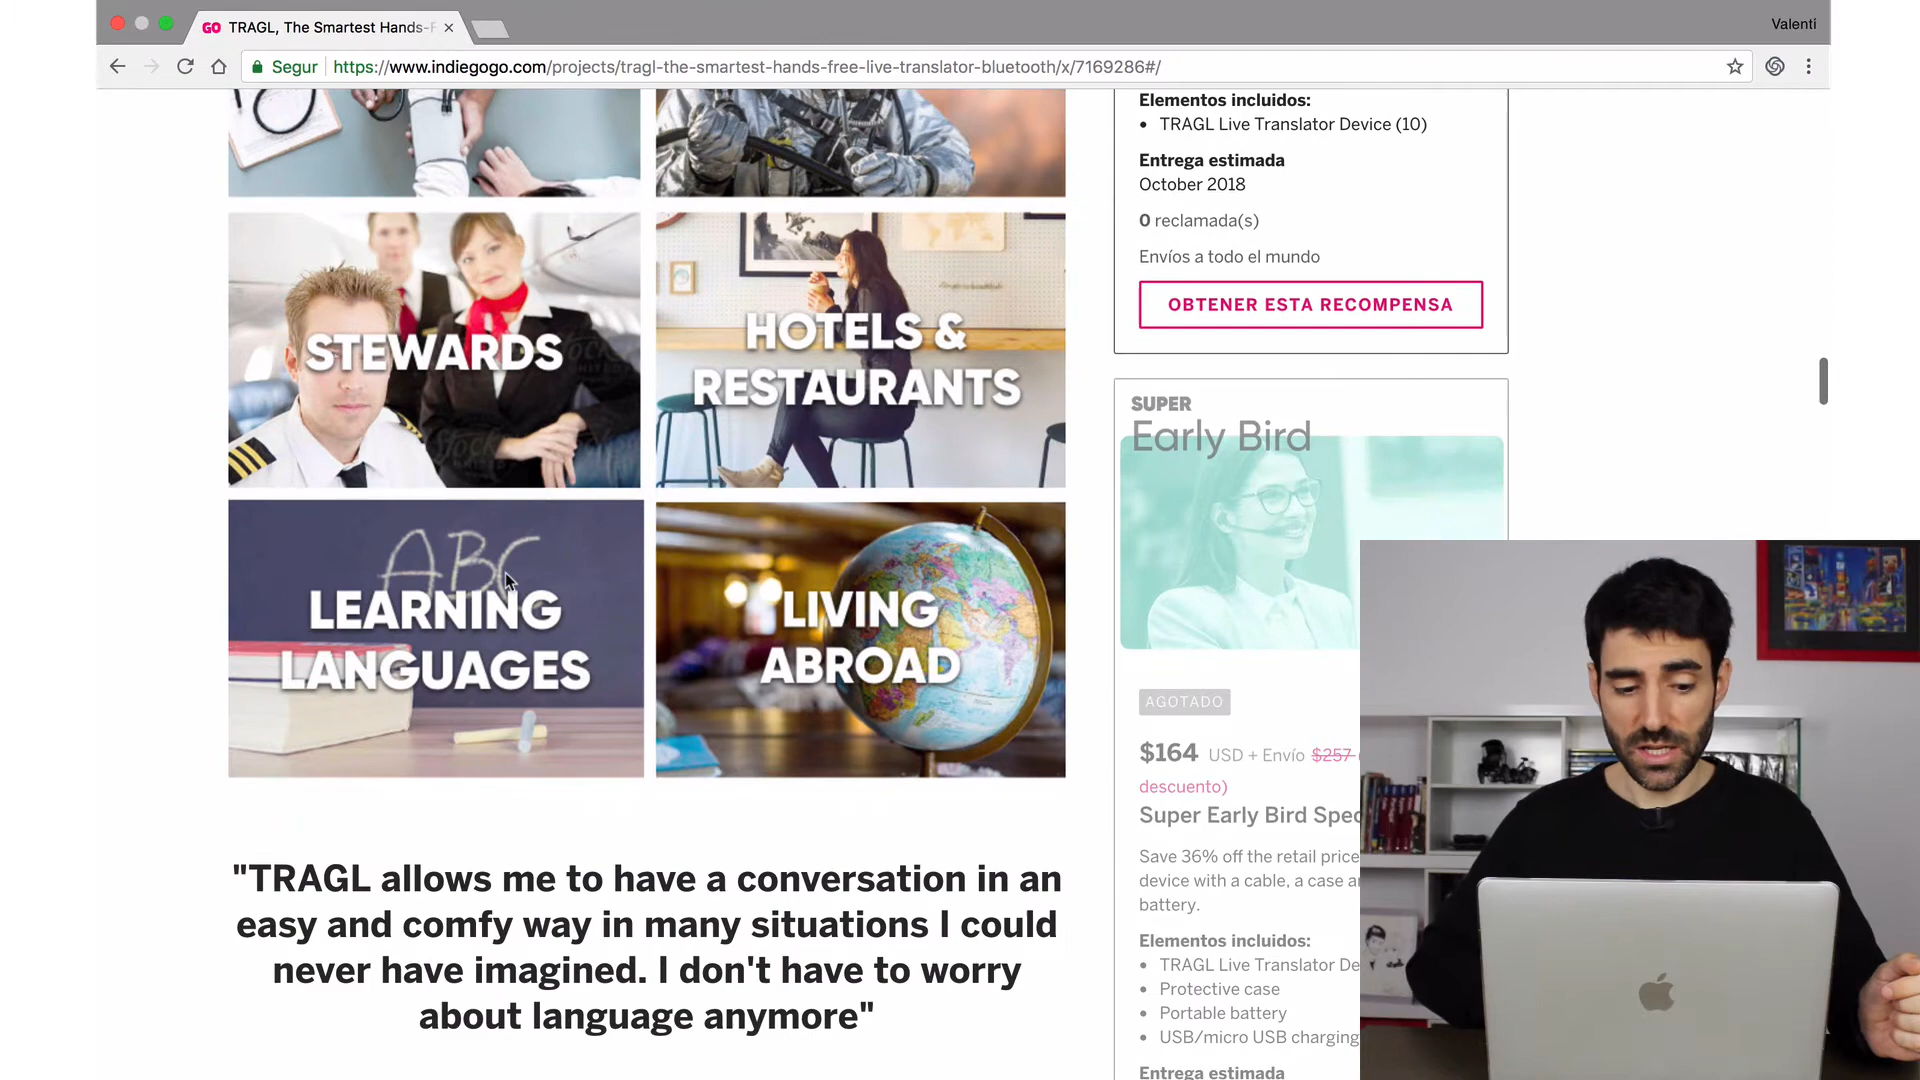 GO TRAGL, The Smartest Hands-F
Valentí
Segur https://www.indiegogo.com/projects/tragl-the-smartest-hands-free-live-translator-bluetooth/x/7169286#/
STEWARDS
HOTELS &
RESTAURANTS
ABC
LEARNING
LANGUAGES
LIVING
ABROAD
"TRAGL allows me to have a conversation in an
easy and comfy way in many situations I could
never have imagined. I don't have to worry
about language anymore"
Elementos incluidos:
• TRAGL Live Translator Device (10)
Entrega estimada
October 2018
0 reclamada(s)
Envíos a todo el mundo
OBTENER ESTA RECOMPENSA
SUPER
Early Bird
AGOTADO
$164 USD + Envío $257
descuento)
Super Early Bird Spec
Save 36% off the retail price
device with a cable, a case
battery.
Elementos incluidos:
• TRAGL Live Translator De
• Protective case
• Portable battery
• USB/micro USB charging
Entrega estimada